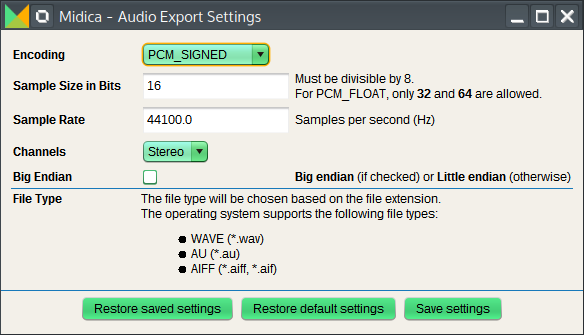 Midica - Audio Export Settings
Encoding PCM_SIGNED
Sample Size in Bits 16 Must be divisible by 8.
For PCM_FLOAT, only 32 and 64 are allowed.
Sample Rate 44100.0 Samples per second (Hz)
Channels Stereo
Big Endian Big endian (if checked) or Little endian (otherwise)
File Type The file type will be chosen based on the file extension.
The operating system supports the following file types:
● WAVE (*.wav)
● AU (*.au)
● AIFF (*.aiff, *.aif)
Restore saved settings Restore default settings Save settings